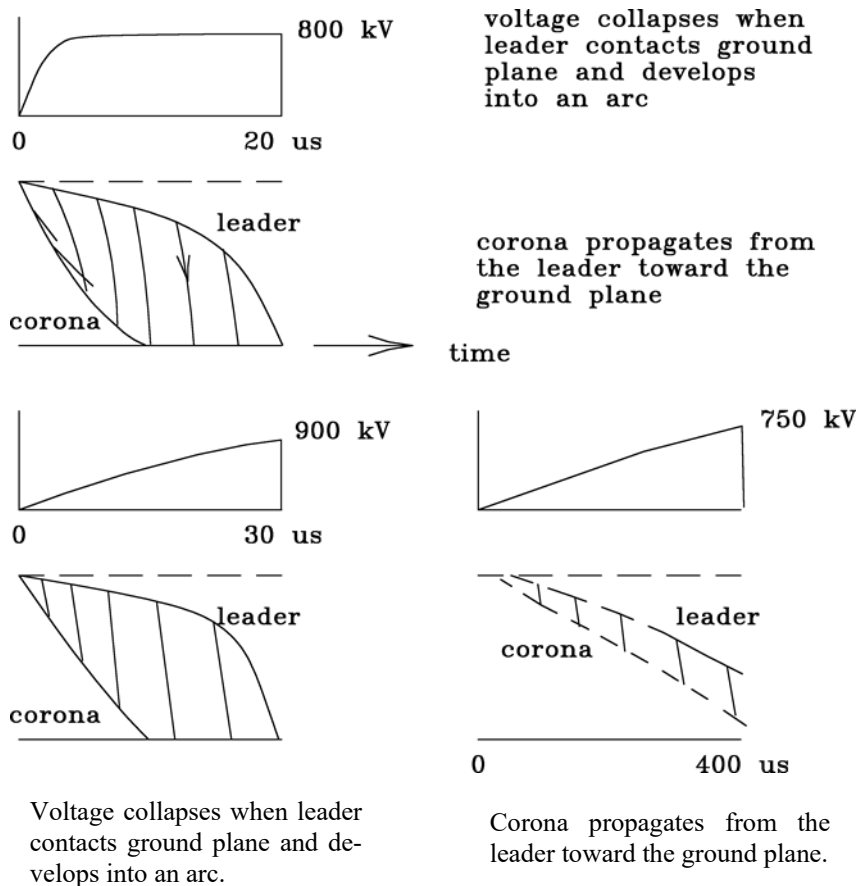 800 kV
voltage collapses when
leader contacts ground
plane and develops
into an arc
0
20 us
leader
corona propagates from
the leader toward the
ground plane
corona
time
900 kV
750 kV
0
30 us
leader
leader
corona
corona
0
400 us
Voltage collapses when leader
contacts ground plane and de-
velops into an arc.
Corona propagates from the
leader toward the ground plane.